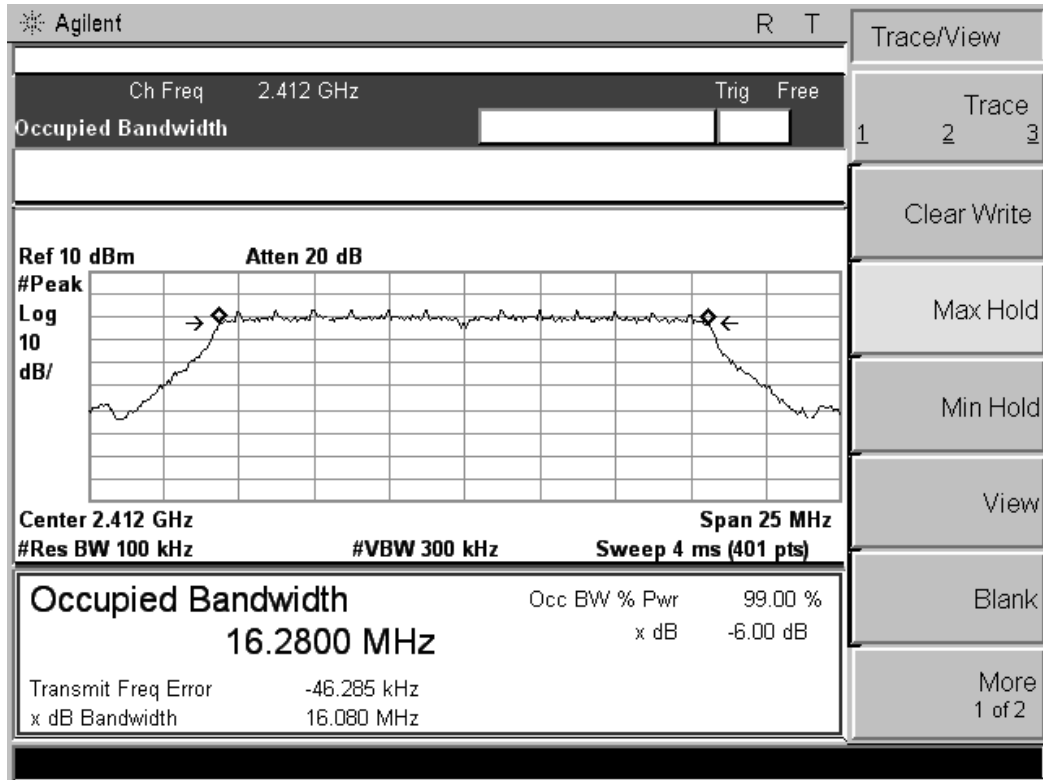 Agilent R T
Ch Freq 2.412 GHz Trig Free
Occupied Bandwidth
Ref 10 dBm Atten 20 dB
#Peak
Log
10
dB/
Center 2.412 GHz Span 25 MHz
#Res BW 100 kHz #VBW 300 kHz Sweep 4 ms (401 pts)
Occupied Bandwidth
16.2800 MHz
Occ BW % Pwr 99.00 %
x dB -6.00 dB
Transmit Freq Error -46.285 kHz
x dB Bandwidth 16.080 MHz
Trace/View
Trace
1 2 3
Clear Write
Max Hold
Min Hold
View
Blank
More
1 of 2